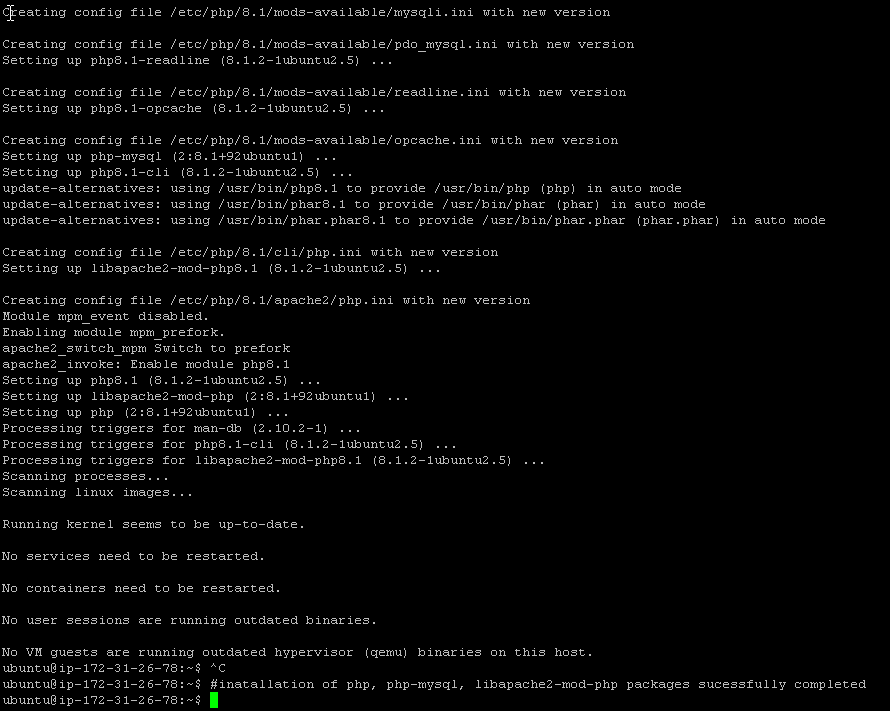 Creating config file /etc/php/8.1/mods-available/mysqli.ini with new version
Creating config file /etc/php/8.1/mods-available/pdo_mysql.ini with new version
Setting up php8.1-readline (8.1.2-1ubuntu2.5) ...
Creating config file /etc/php/8.1/mods-available/readline.ini with new version
Setting up php8.1-opcache (8.1.2-1ubuntu2.5) ...
Creating config file /etc/php/8.1/mods-available/opcache.ini with new version
Setting up php-mysql (2:8.1+92ubuntu1) ...
Setting up php8.1-cli (8.1.2-1ubuntu2.5) ...
update-alternatives: using /usr/bin/php8.1 to provide /usr/bin/php (php) in auto mode
update-alternatives: using /usr/bin/phar8.1 to provide /usr/bin/phar (phar) in auto mode
update-alternatives: using /usr/bin/phar.phar8.1 to provide /usr/bin/phar.phar (phar.phar) in auto mode
Creating config file /etc/php/8.1/cli/php.ini with new version
Setting up libapache2-mod-php8.1 (8.1.2-1ubuntu2.5) ...
Creating config file /etc/php/8.1/apache2/php.ini with new version
Module mpm_event disabled.
Enabling module mpm_prefork.
apache2_switch_mpm Switch to prefork
apache2_invoke: Enable module php8.1
Setting up php8.1 (8.1.2-1ubuntu2.5) ...
Setting up libapache2-mod-php (2:8.1+92ubuntu1) ...
Setting up php (2:8.1+92ubuntu1) ...
Processing triggers for man-db (2.10.2-1) ...
Processing triggers for php8.1-cli (8.1.2-1ubuntu2.5) ...
Processing triggers for libapache2-mod-php8.1 (8.1.2-1ubuntu2.5) ...
Scanning processes...
Scanning linux images...
Running kernel seems to be up-to-date.
No services need to be restarted.
No containers need to be restarted.
No user sessions are running outdated binaries.
No VM guests are running outdated hypervisor (qemu) binaries on this host.
ubuntu@ip-172-31-26-78:~$ ^C
ubuntu@ip-172-31-26-78:~$ #inatallation of php, php-mysql, libapache2-mod-php packages sucessfully completed
ubuntu@ip-172-31-26-78:~$